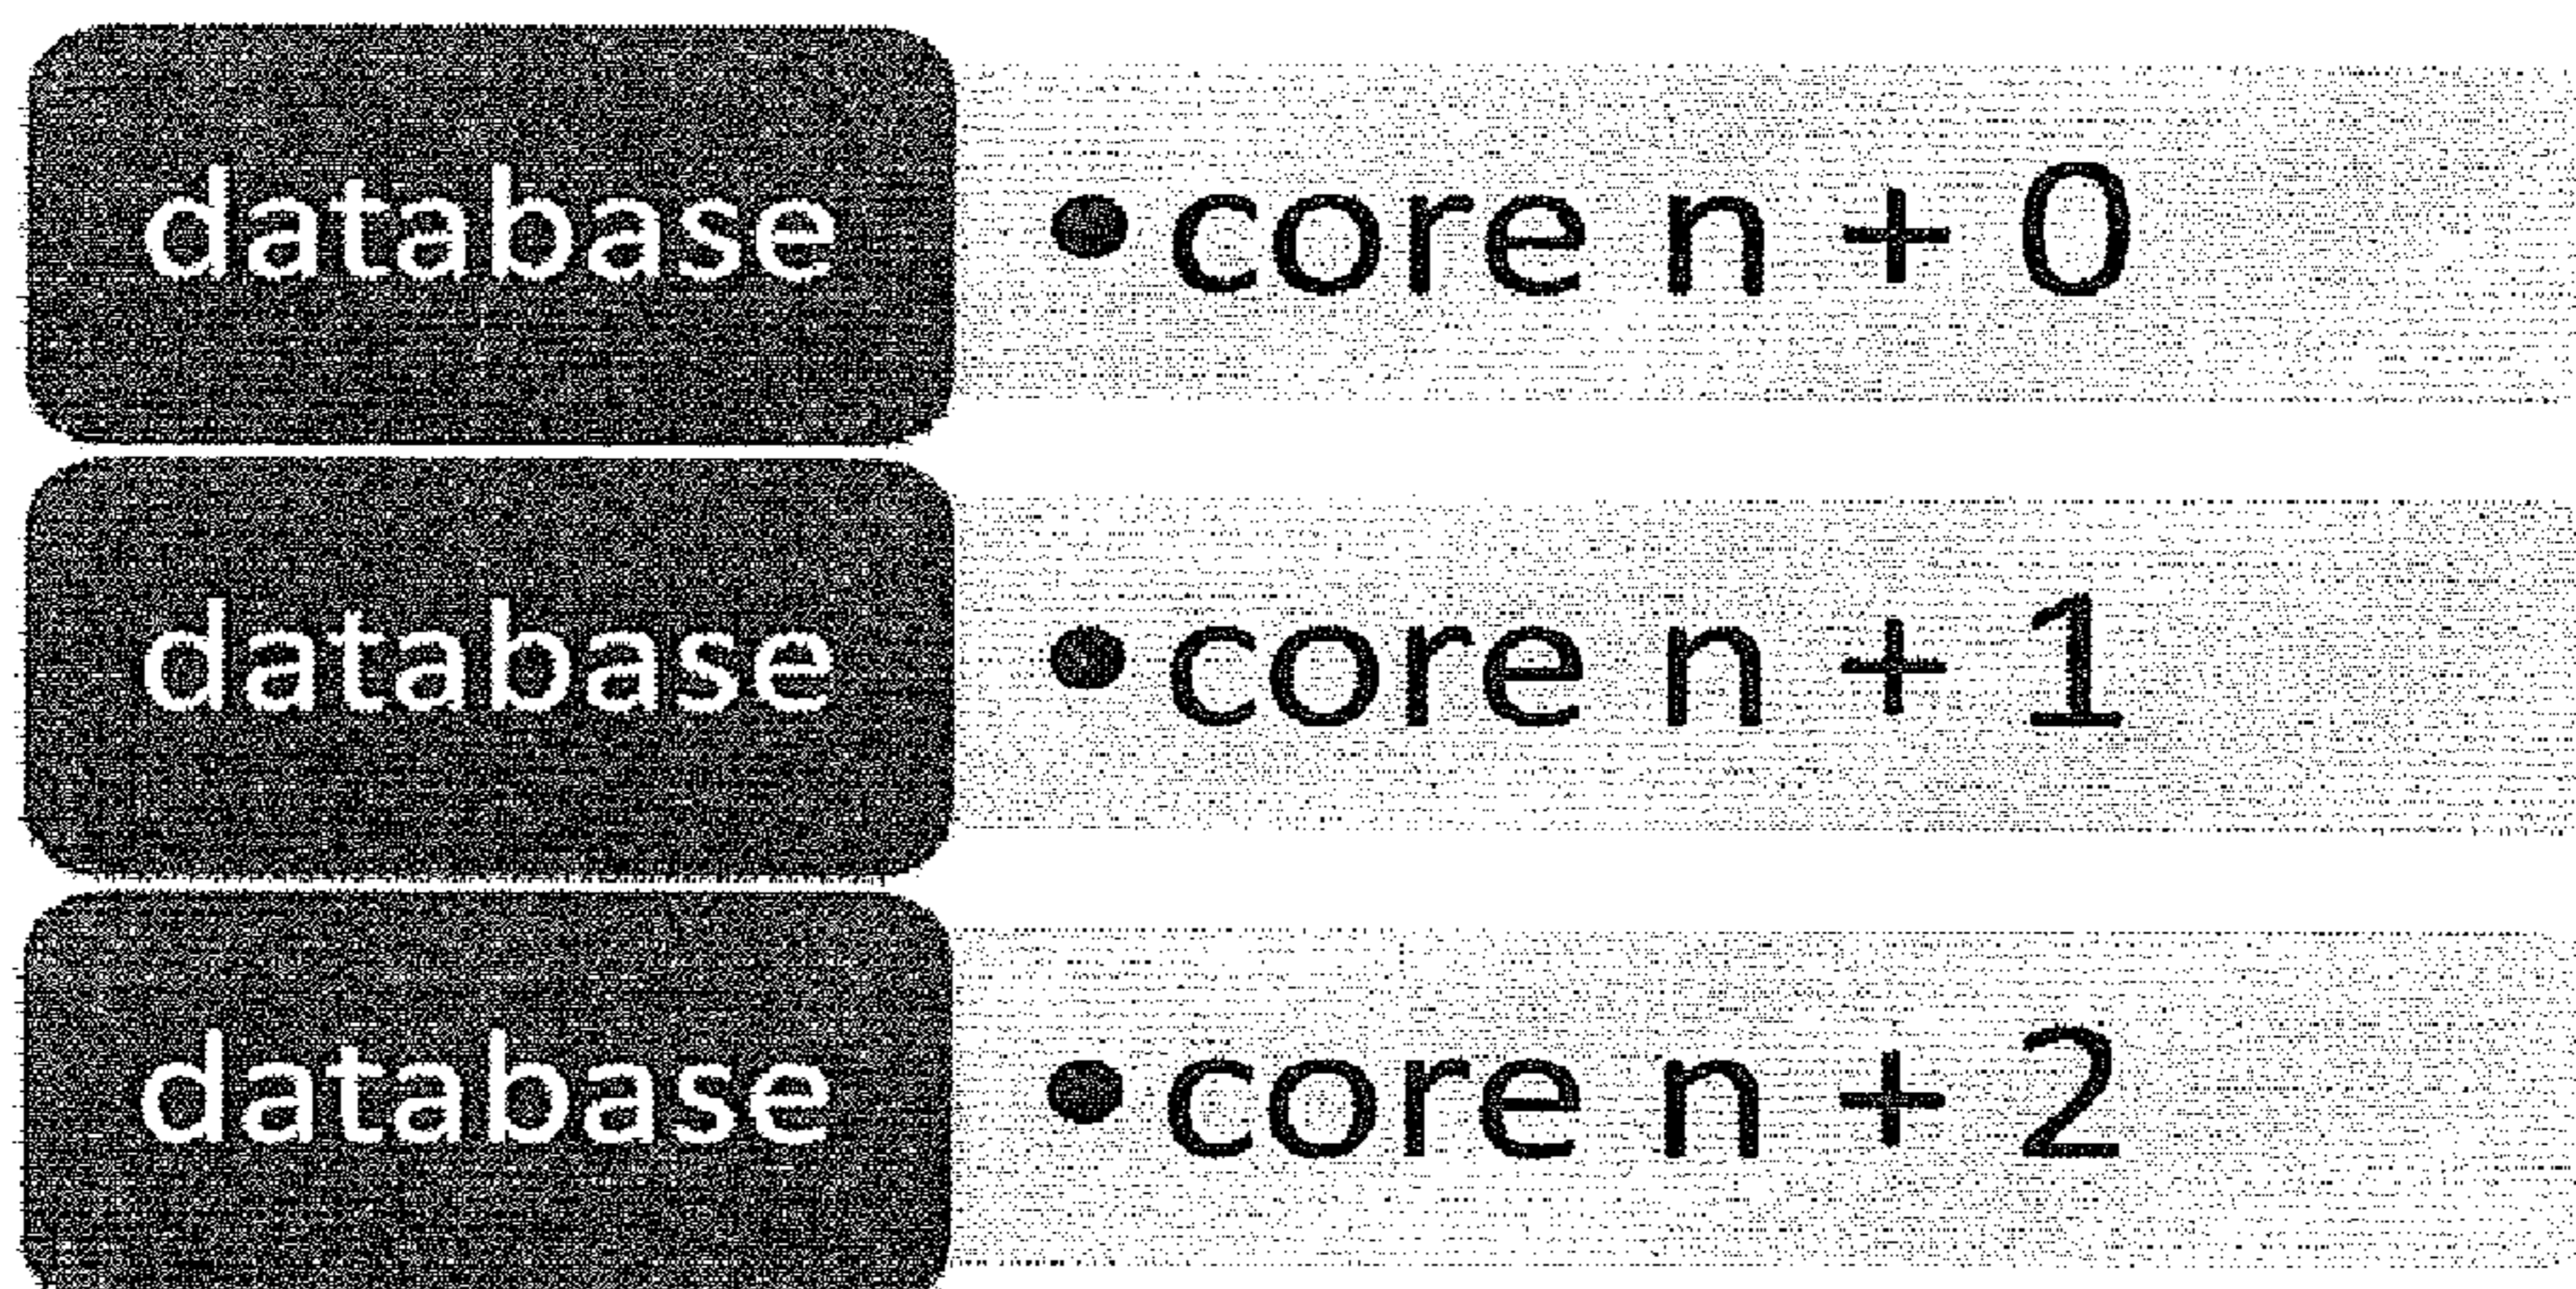 database •core n + 0
database •core n + 1
database •core n + 2